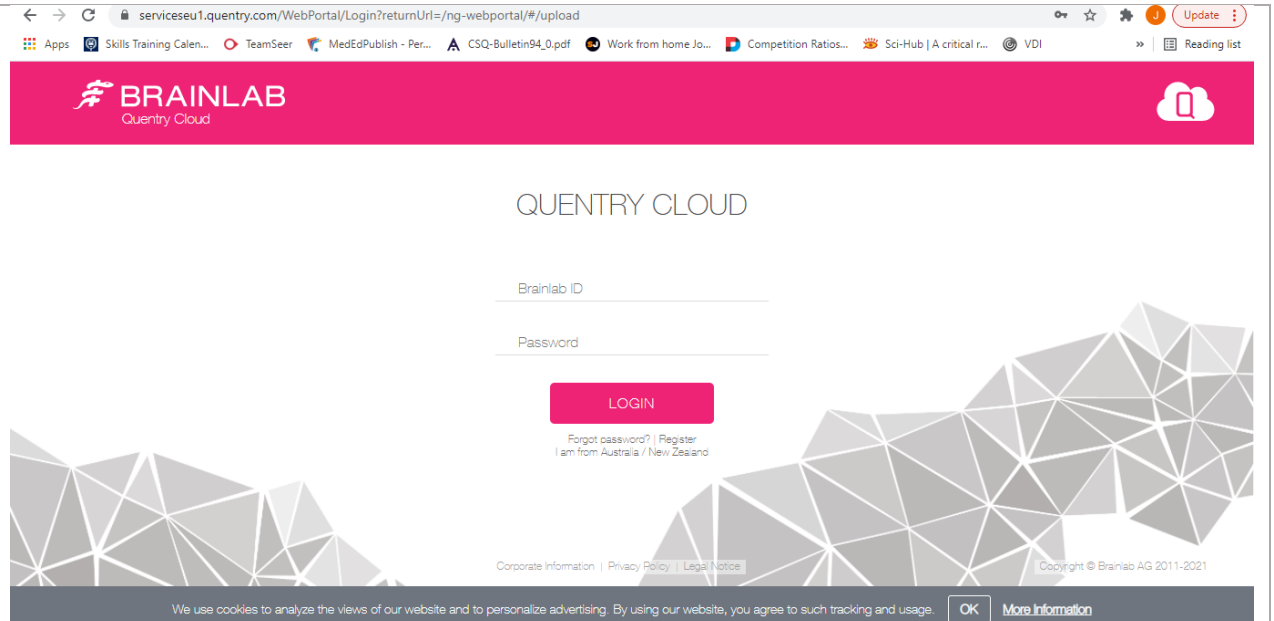 serviceseu1.quentry.com/WebPortal/Login?returnUrl=/ng-webportal/#/upload J Update
Apps Skills Training Calen... TeamSeer MedEdPublish - Per... CSQ-Bulletin94_0.pdf Work from home Jo... Competition Ratios... Sci-Hub | A critical r... VDI » Reading list
BRAINLAB
Quentry Cloud
QUENTRY CLOUD
Brainlab ID
Password
LOGIN
Forgot password? | Register
I am from Australia / New Zealand
Corporate Information | Privacy Policy | Legal Notice Copyright © Brainlab AG 2011-2021
We use cookies to analyze the views of our website and to personalize advertising. By using our website, you agree to such tracking and usage. OK More Information